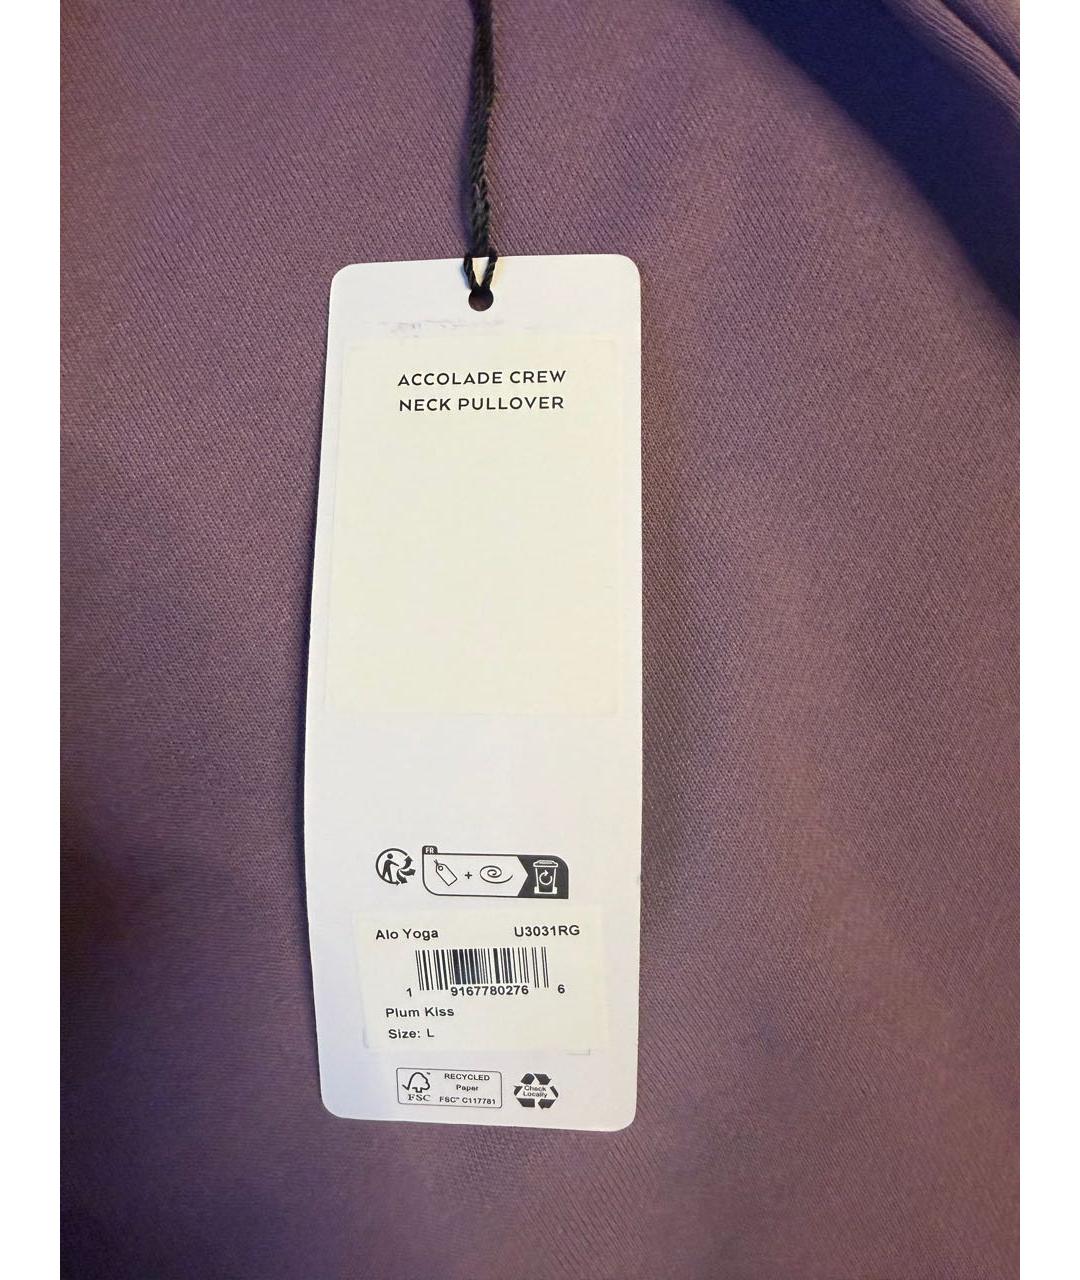 ACCOLADE CREW
NECK PULLOVER
FR
Alo Yoga U3031RG
1 9167780276 6
Plum Kiss
Size: L
FSC™ RECYCLED
Paper
FSC™ C117781
Check
Locally